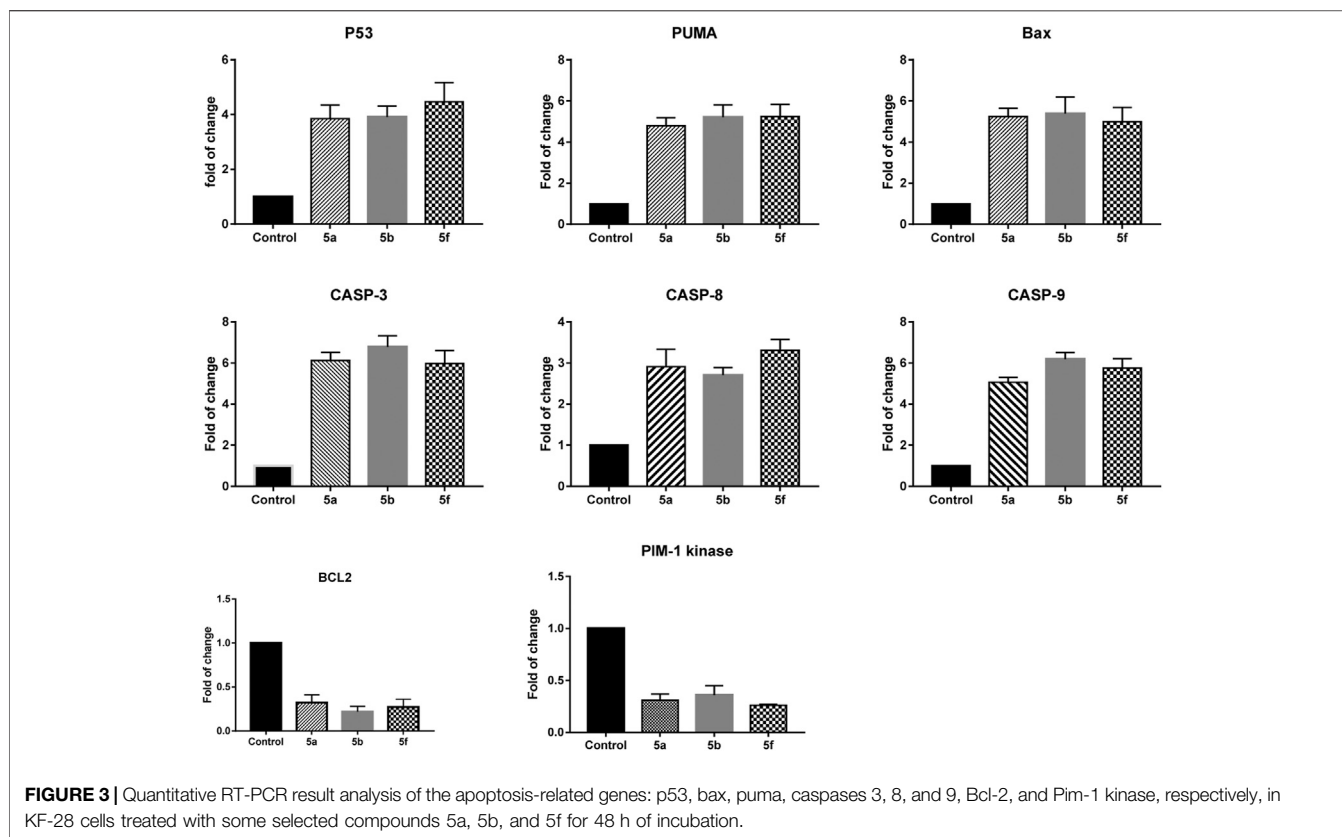 P53
fold of change
6
4
2
0
Control 5a 5b 5f
PUMA
Fold of change
8
6
4
2
0
Control 5a 5b 5f
Bax
Fold of change
8
6
4
2
0
Control 5a 5b 5f
CASP-3
Fold of change
8
6
4
2
0
Control 5a 5b 5f
CASP-8
Fold of change
4
3
2
1
0
Control 5a 5b 5f
CASP-9
Fold of change
8
6
4
2
0
Control 5a 5b 5f
BCL2
Fold of change
1.5
1.0
0.5
0.0
Control 5a 5b 5f
PIM-1 kinase
Fold of change
1.5
1.0
0.5
0.0
Control 5a 5b 5f
FIGURE 3 | Quantitative RT-PCR result analysis of the apoptosis-related genes: p53, bax, puma, caspases 3, 8, and 9, Bcl-2, and Pim-1 kinase, respectively, in
KF-28 cells treated with some selected compounds 5a, 5b, and 5f for 48 h of incubation.